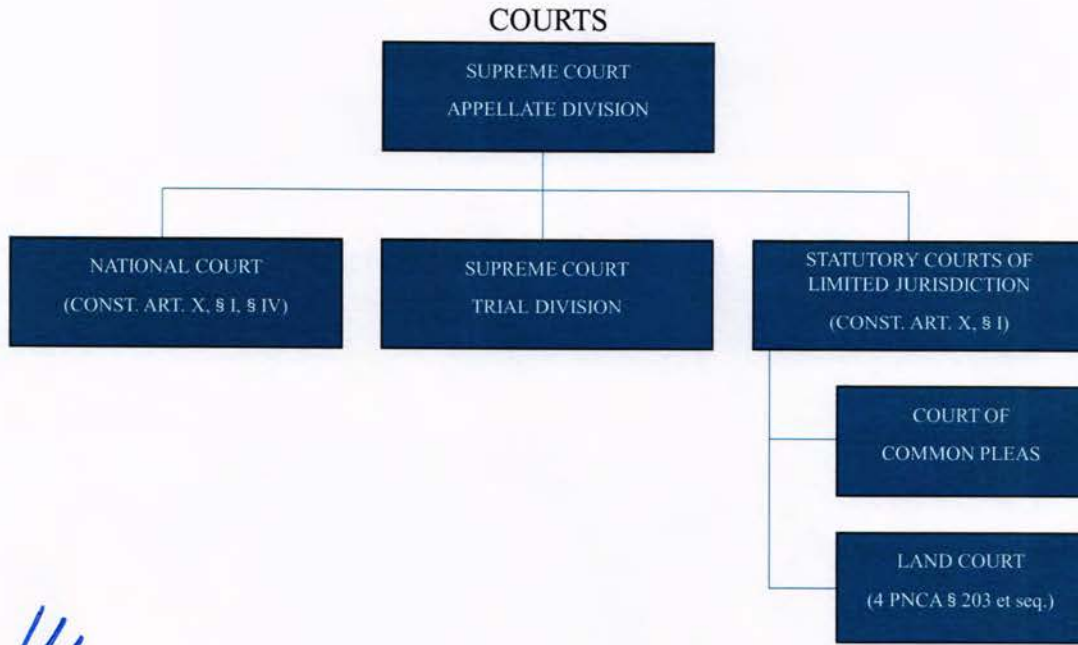 COURTS
SUPREME COURT
APPELLATE DIVISION
NATIONAL COURT
(CONST. ART. X, § I, § IV)
SUPREME COURT
TRIAL DIVISION
STATUTORY COURTS OF
LIMITED JURISDICTION
(CONST. ART. X, § I)
COURT OF
COMMON PLEAS
LAND COURT
(4 PNCA § 203 et seq.)